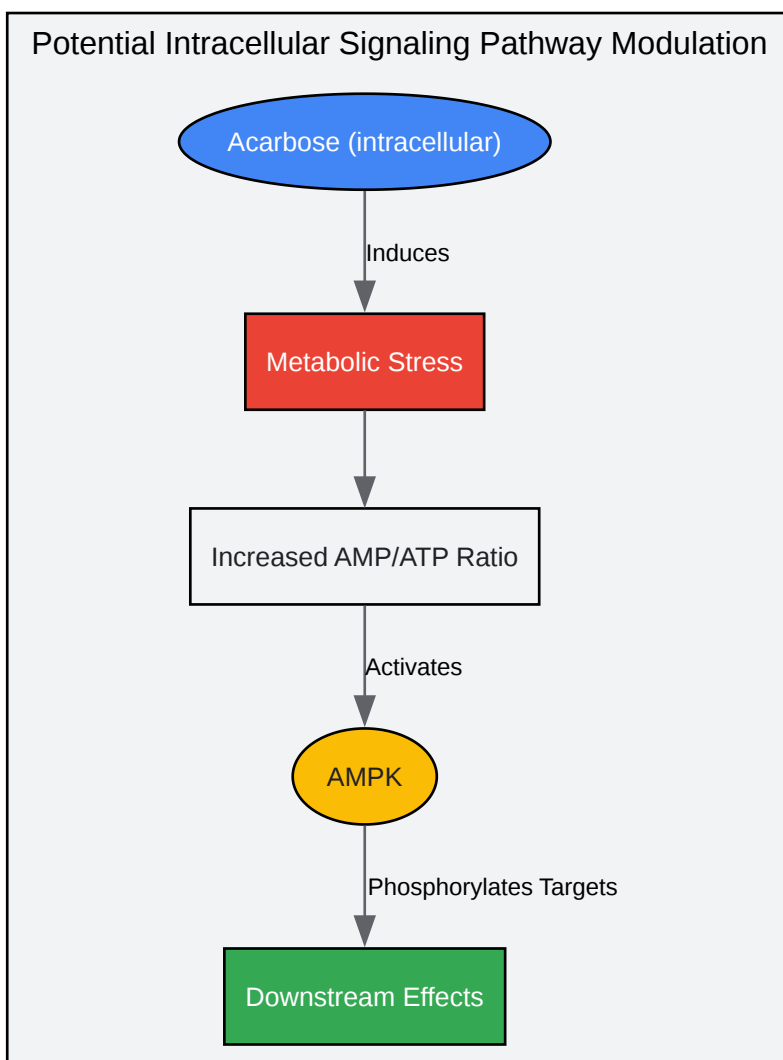 Potential Intracellular Signaling Pathway Modulation
Acarbose (intracellular)
Induces
Metabolic Stress
Increased AMP/ATP Ratio
Activates
AMPK
Phosphorylates Targets
Downstream Effects